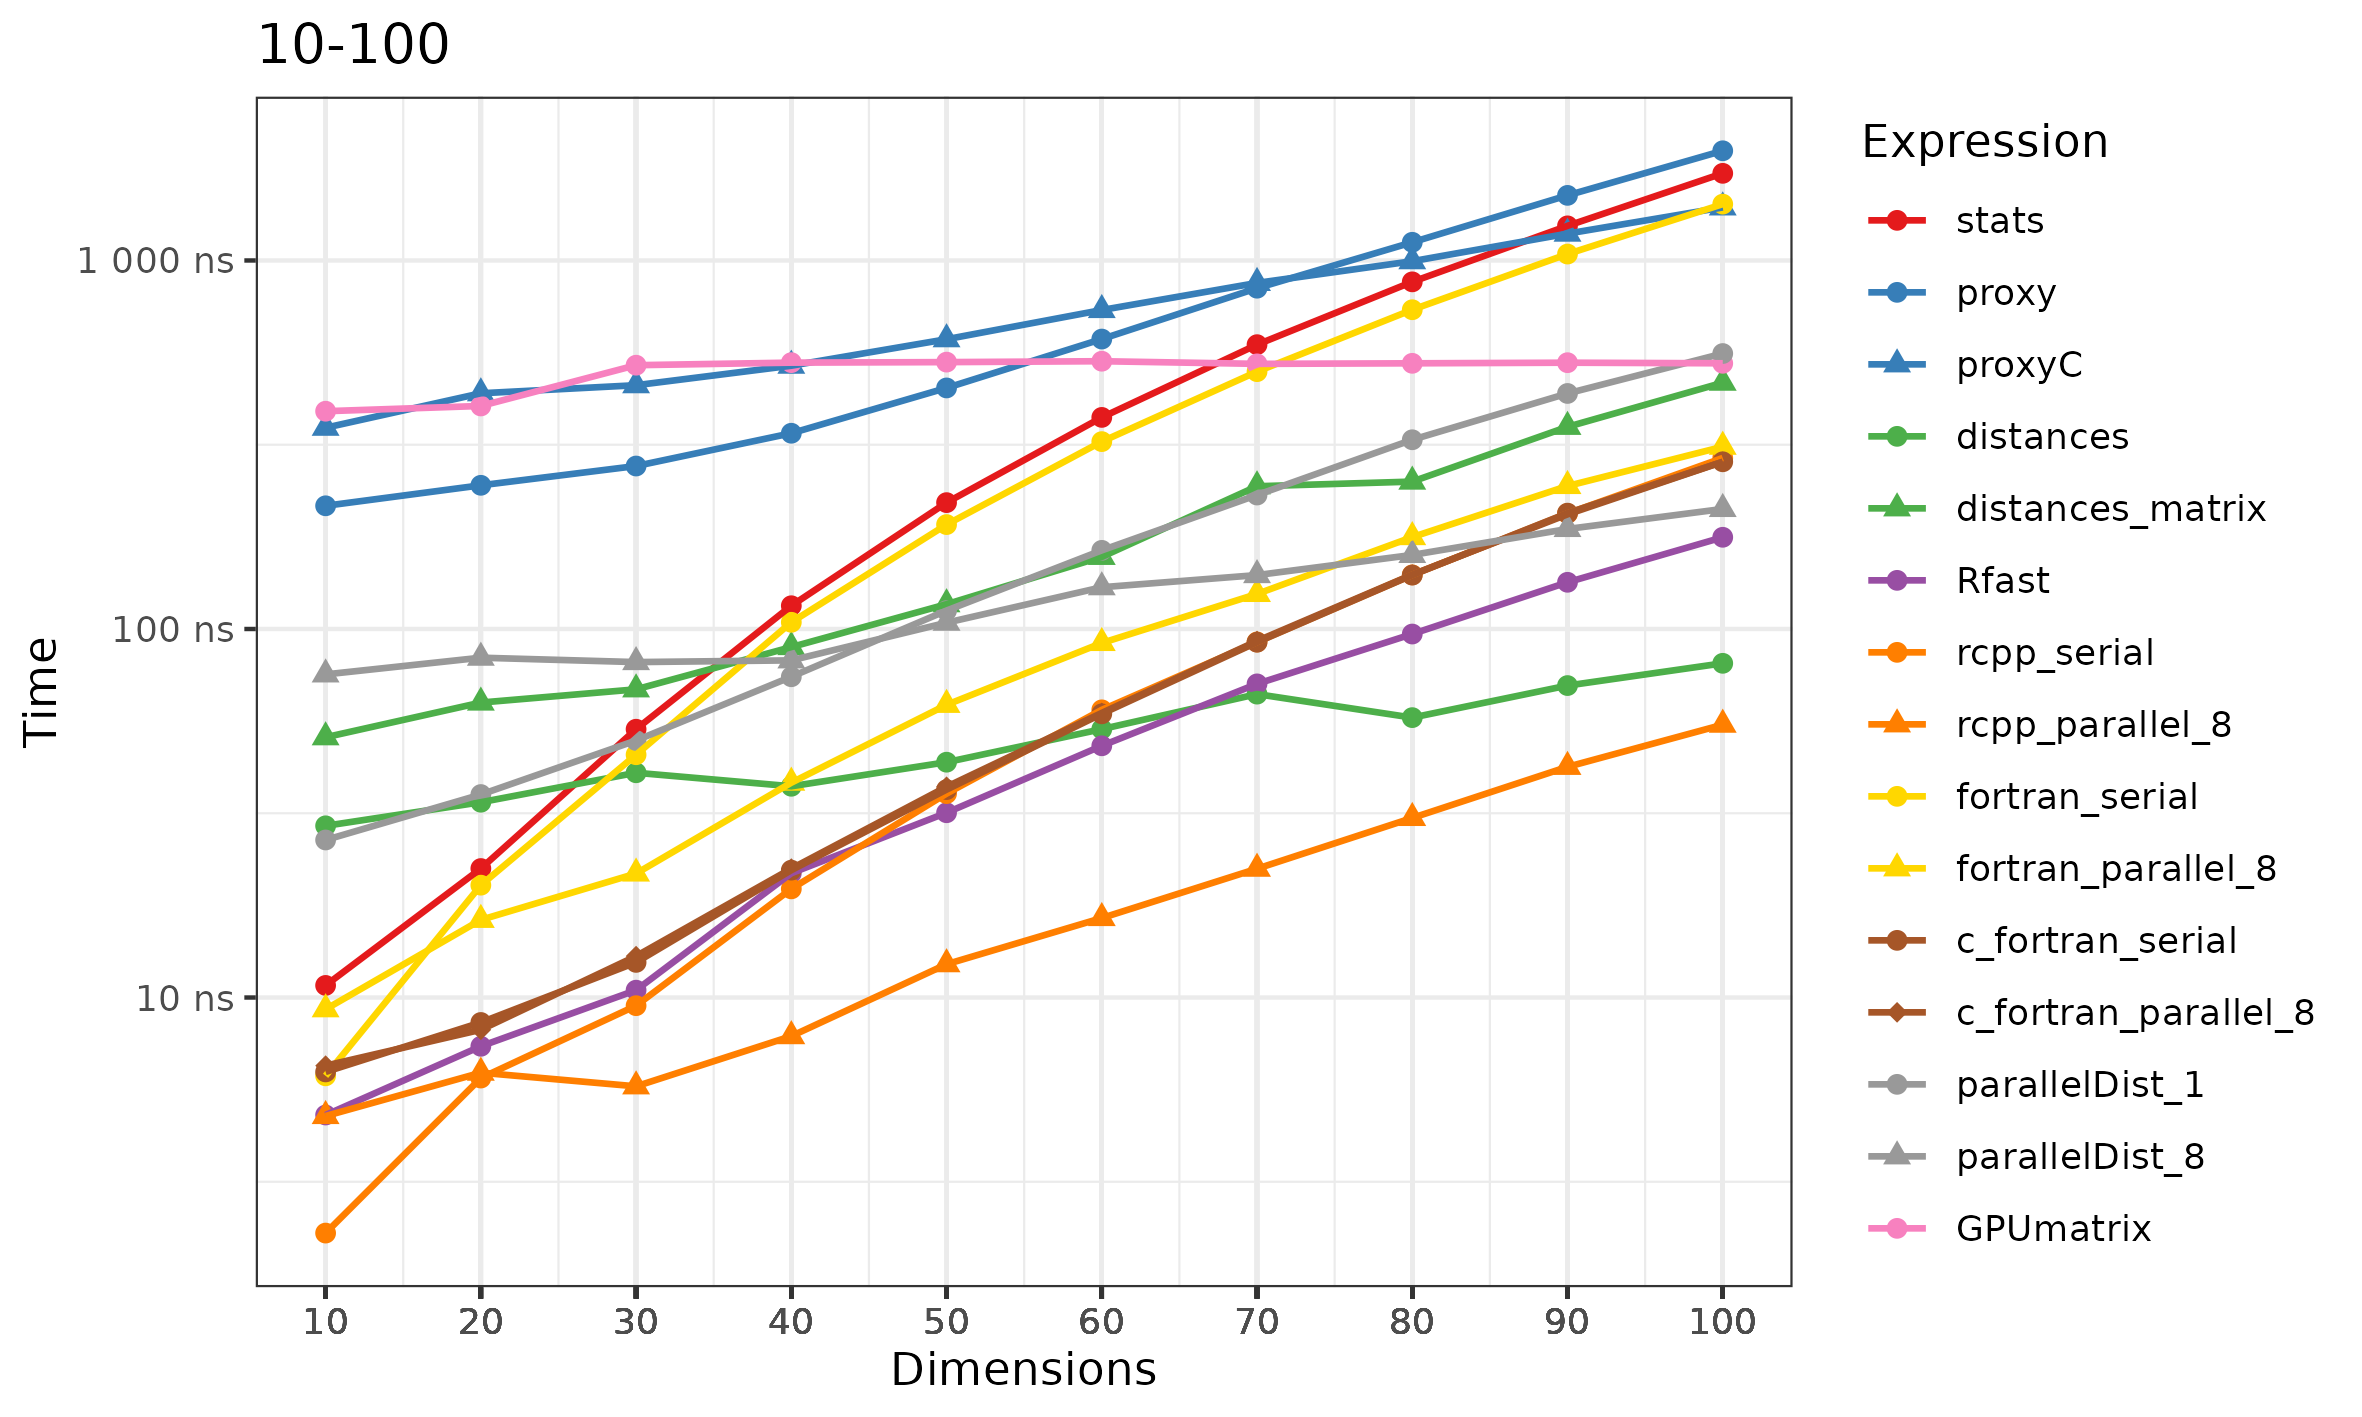 10-100
1 000 ns
100 ns
10 ns
Time
10 20 30 40 50 60 70 80 90 100
Dimensions
Expression
stats
proxy
proxyC
distances
distances_matrix
Rfast
rcpp_serial
rcpp_parallel_8
fortran_serial
fortran_parallel_8
c_fortran_serial
c_fortran_parallel_8
parallelDist_1
parallelDist_8
GPUmatrix